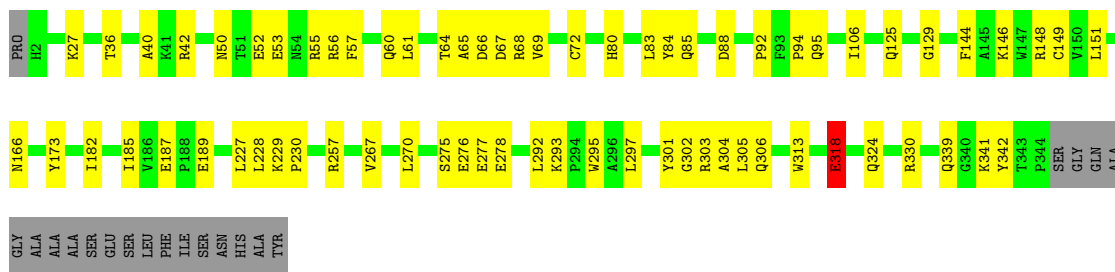 PRO H2 K27 T36 A40 K41 R42 N50 T51 E52 E53 N54 R55 R56 F57 Q60 L61 T64 A65 D66 D67 R68 V69 C72 H80 L83 Y84 Q85 D88 P92 F93 P94 Q95 I106 Q125 G129 F144 A145 K146 W147 R148 C149 V150 L151
N166 Y173 I182 I185 V186 E187 P188 E189 L227 L228 K229 P230 R257 V267 L270 S275 E276 E277 E278 L292 K293 P294 W295 A296 L297 Y301 G302 R303 A304 L305 Q306 W313 E318 Q324 R330 Q339 G340 K341 Y342 T343 P344 SER GLY GLN ALA
GLY ALA ALA ALA SER GLU SER LEU PHE ILE SER ASN HIS ALA TYR